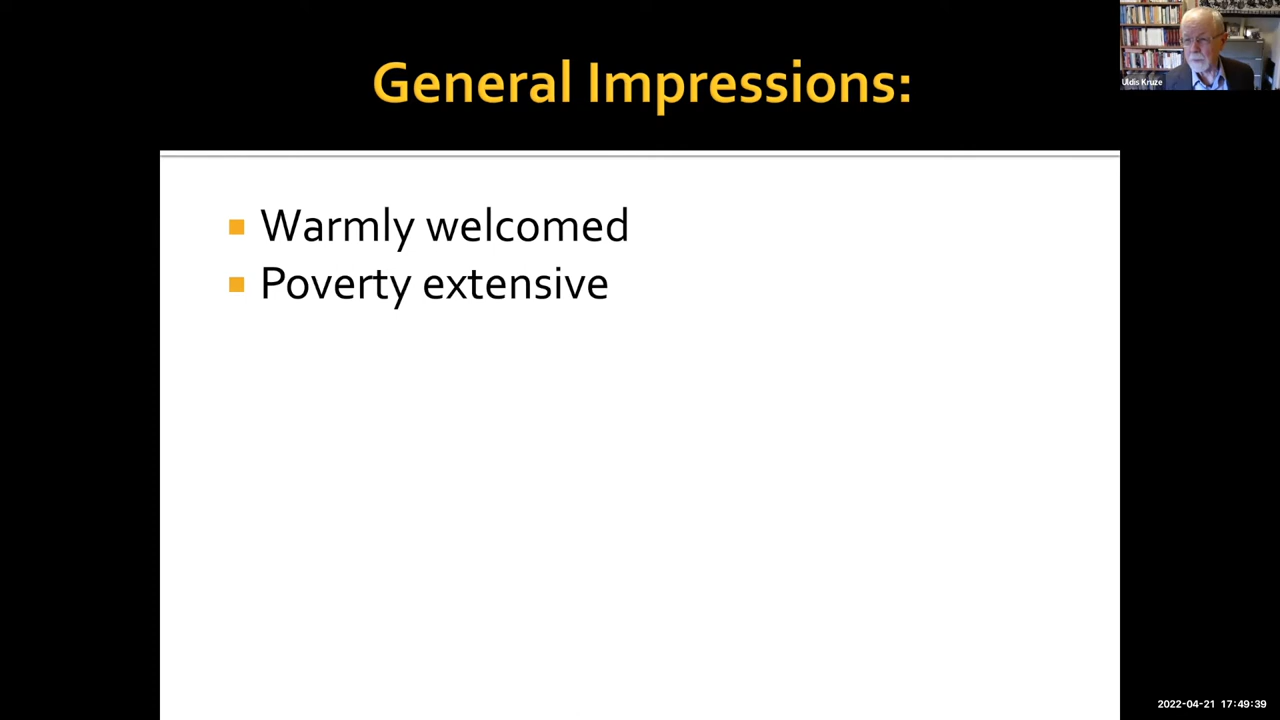 General Impressions:
Uldis Kruze
Warmly welcomed
Poverty extensive
2022-04-21 17:49:39